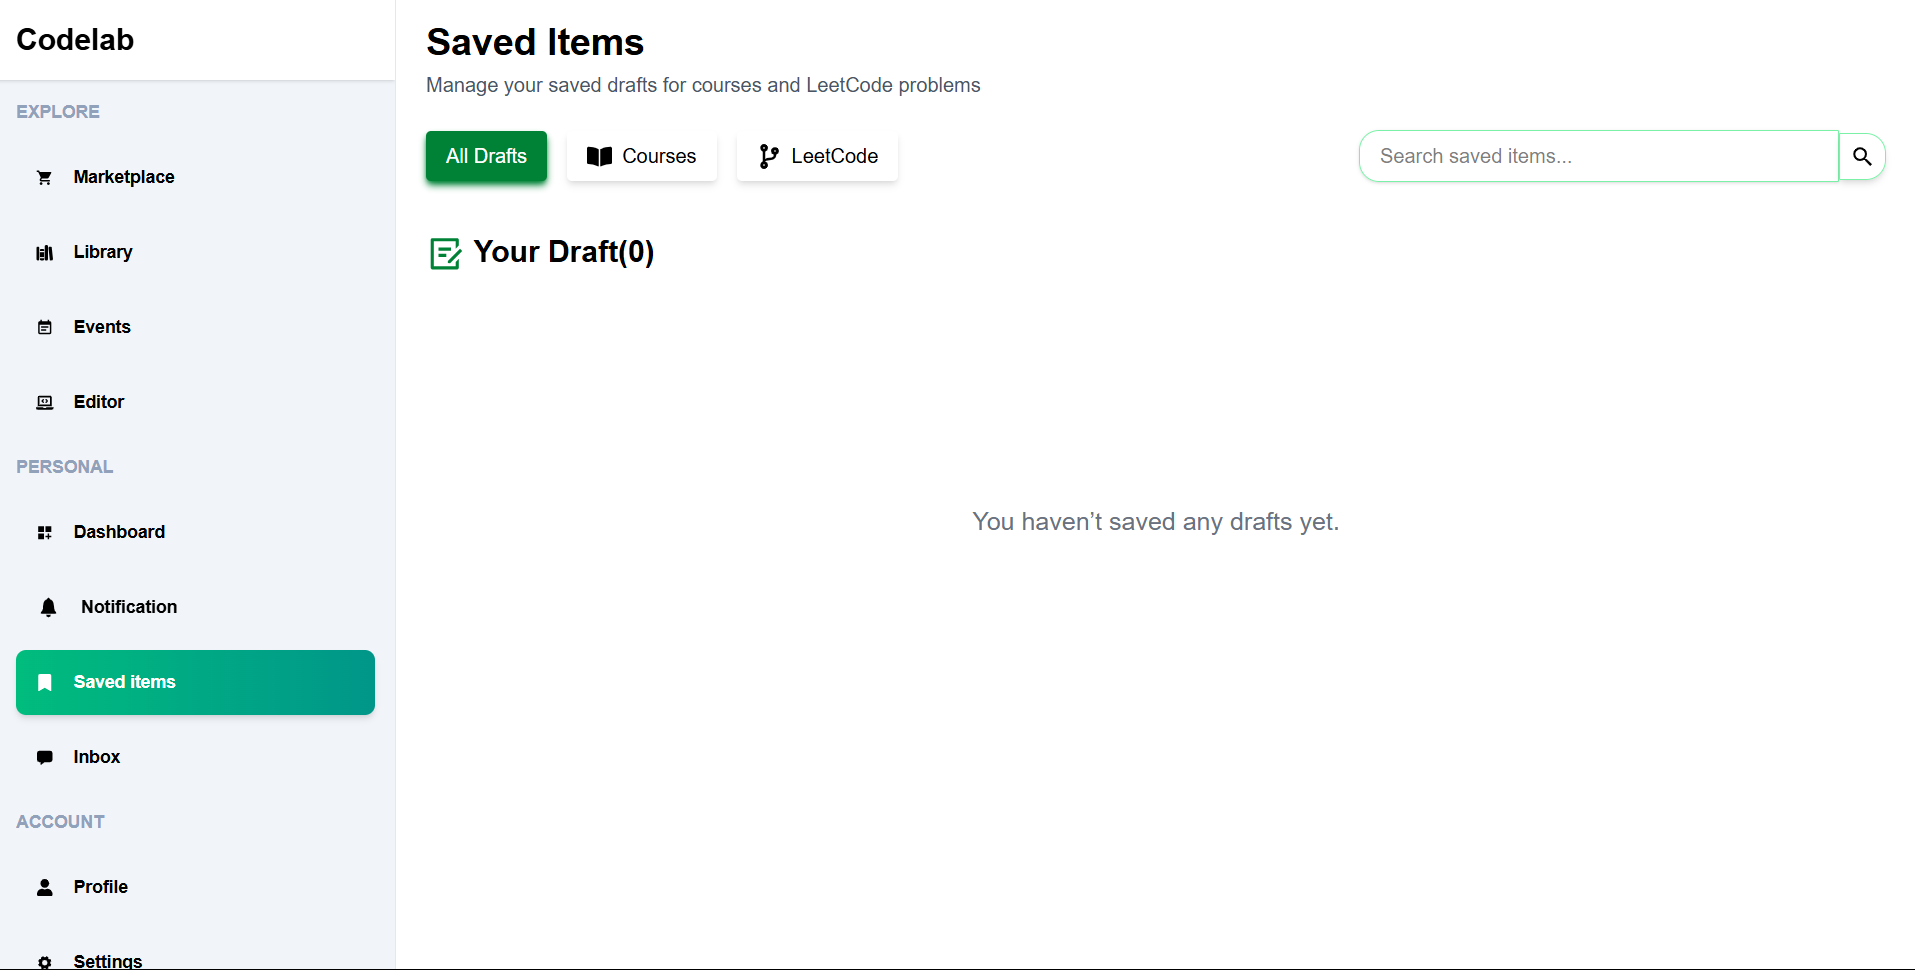 Codelab
EXPLORE
Marketplace
Library
Events
Editor
PERSONAL
Dashboard
Notification
Saved items
Inbox
ACCOUNT
Profile
Settings
Saved Items
Manage your saved drafts for courses and LeetCode problems
All Drafts
Courses
LeetCode
Search saved items...
Your Draft(0)
You haven’t saved any drafts yet.